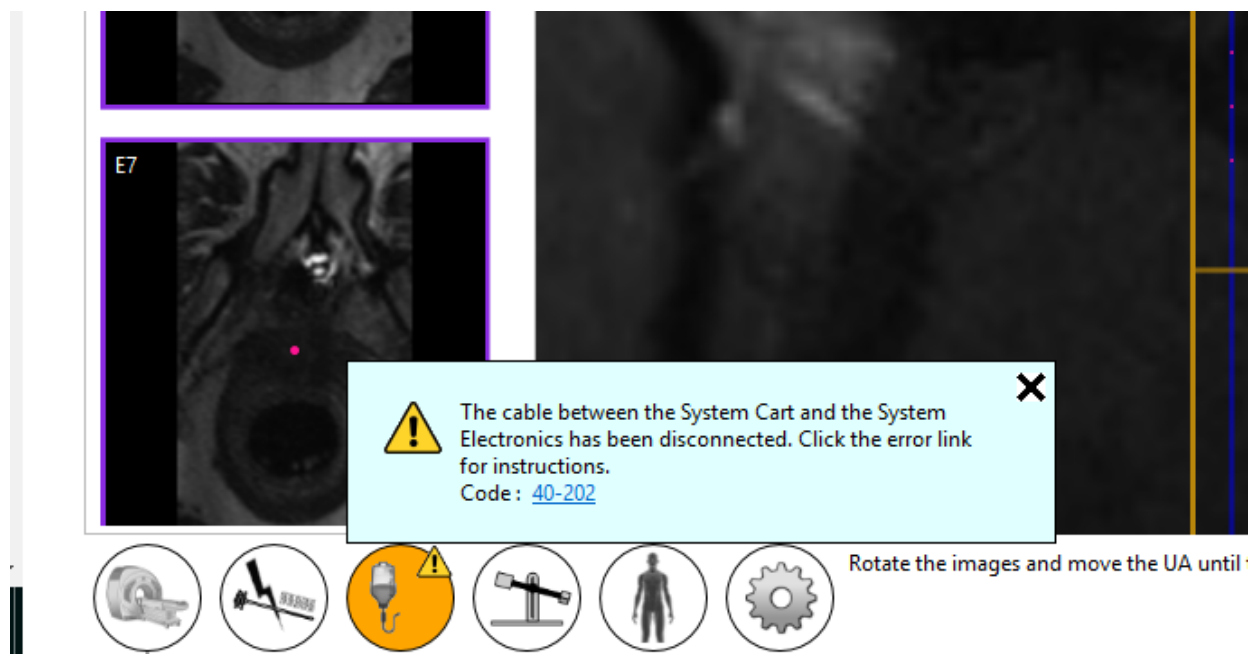 E7
The cable between the System Cart and the System
Electronics has been disconnected. Click the error link
for instructions.
Code : 40-202
Rotate the images and move the UA until